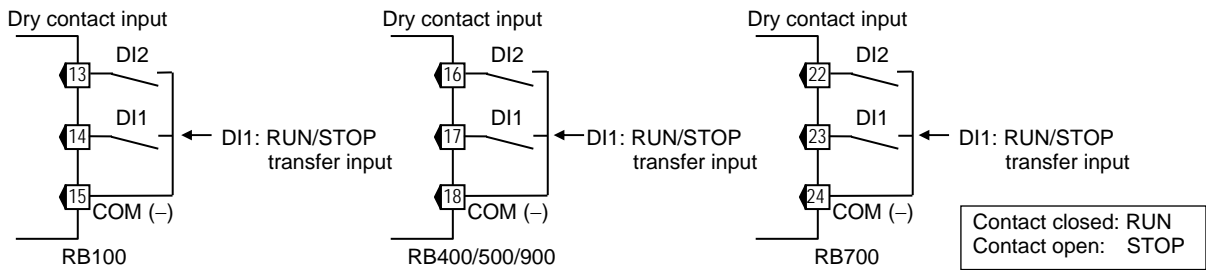 Dry contact input
DI2
13
DI1
14
DI1: RUN/STOP
transfer input
15
COM (−)
RB100
Dry contact input
DI2
16
DI1
17
DI1: RUN/STOP
transfer input
18
COM (−)
RB400/500/900
Dry contact input
DI2
22
DI1
23
DI1: RUN/STOP
transfer input
24
COM (−)
RB700
Contact closed: RUN
Contact open: STOP